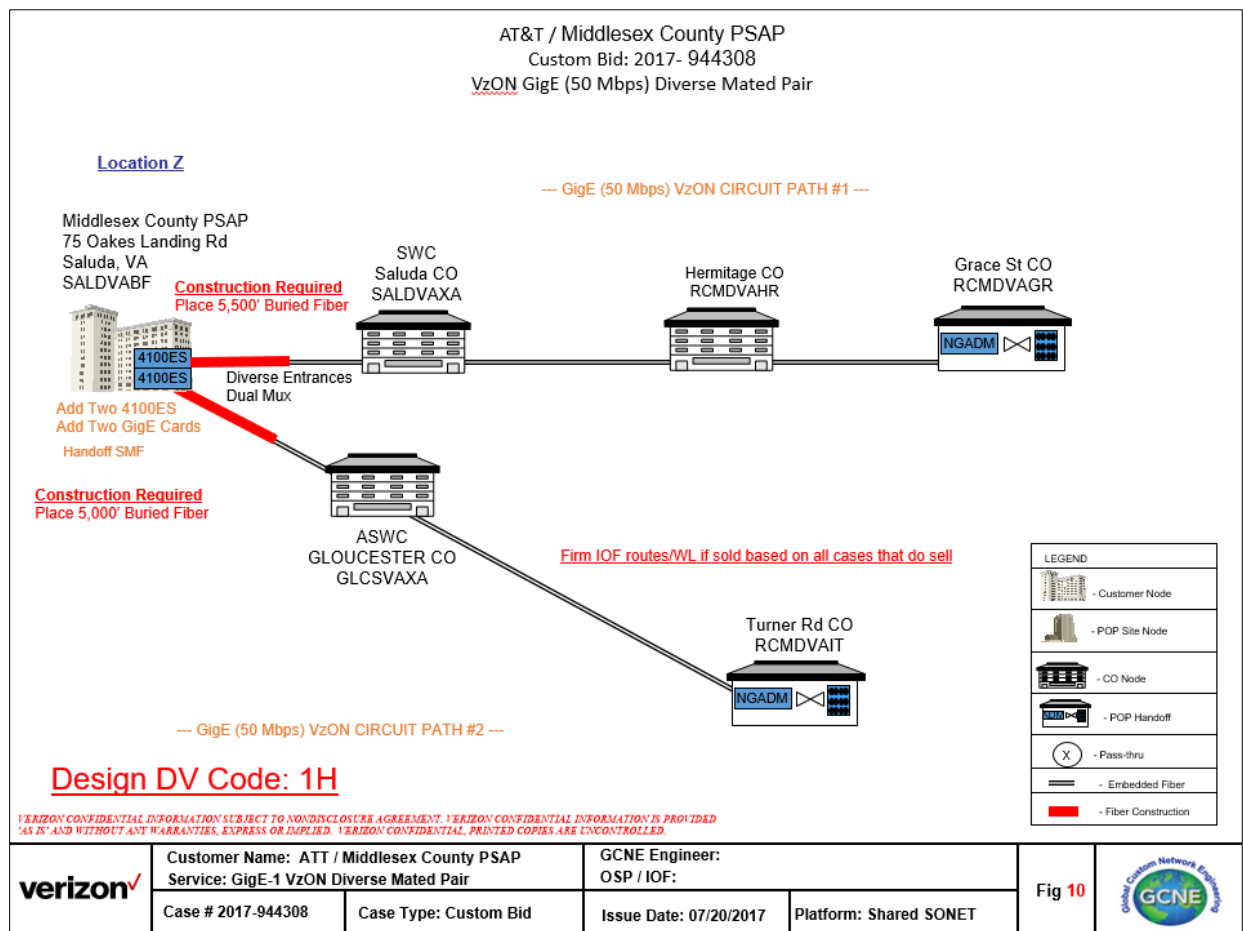 AT&T / Middlesex County PSAP
Custom Bid: 2017- 944308
VzON GigE (50 Mbps) Diverse Mated Pair
Location Z
--- GigE (50 Mbps) VzON CIRCUIT PATH #1 ---
Middlesex County PSAP
75 Oakes Landing Rd
Saluda, VA
SALDVABF
Construction Required
Place 5,500' Buried Fiber
SWC
Saluda CO
SALDVAXA
Hermitage CO
RCMDVAHR
Grace St CO
RCMDVAGR
NGADM
4100ES
4100ES
Diverse Entrances
Dual Mux
Add Two 4100ES
Add Two GigE Cards
Handoff SMF
Construction Required
Place 5,000' Buried Fiber
ASWC
GLOUCESTER CO
GLCSVAXA
Firm IOF routes/WL if sold based on all cases that do sell
Turner Rd CO
RCMDVAIT
NGADM
--- GigE (50 Mbps) VzON CIRCUIT PATH #2 ---
LEGEND
- Customer Node
- POP Site Node
- CO Node
- POP Handoff
X
- Pass-thru
- Embedded Fiber
- Fiber Construction
Design DV Code: 1H
VERIZON CONFIDENTIAL INFORMATION SUBJECT TO NONDISCLOSURE AGREEMENT. VERIZON CONFIDENTIAL INFORMATION IS PROVIDED
'AS IS' AND WITHOUT ANY WARRANTIES, EXPRESS OR IMPLIED. VERIZON CONFIDENTIAL, PRINTED COPIES ARE UNCONTROLLED.
verizon
Customer Name: ATT / Middlesex County PSAP
Service: GigE-1 VzON Diverse Mated Pair
GCNE Engineer:
OSP / IOF:
Case # 2017-944308
Case Type: Custom Bid
Issue Date: 07/20/2017
Platform: Shared SONET
Fig 10
Global Custom Network Engineering
GCNE